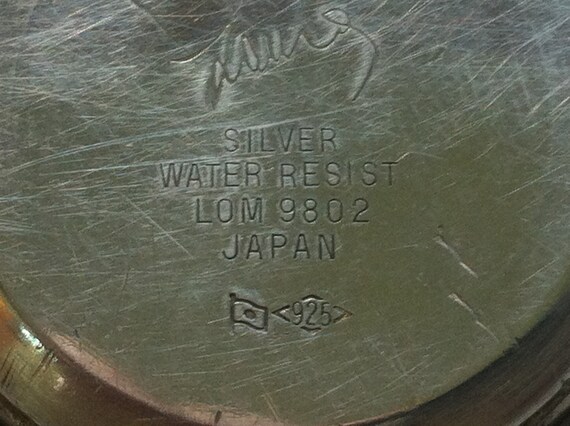 SILVER
WATER RESIST
LOM 9802
JAPAN
<925>